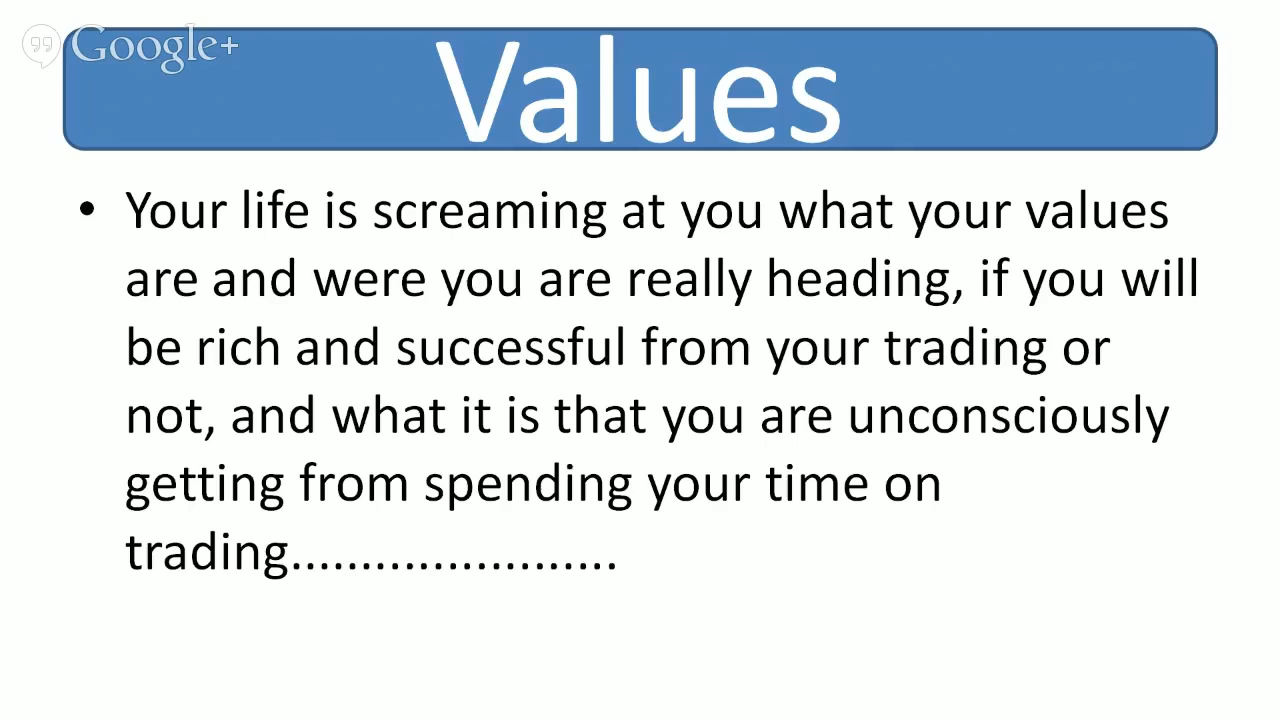 Google+
Values
• Your life is screaming at you what your values
are and were you are really heading, if you will
be rich and successful from your trading or
not, and what it is that you are unconsciously
getting from spending your time on
trading.......................